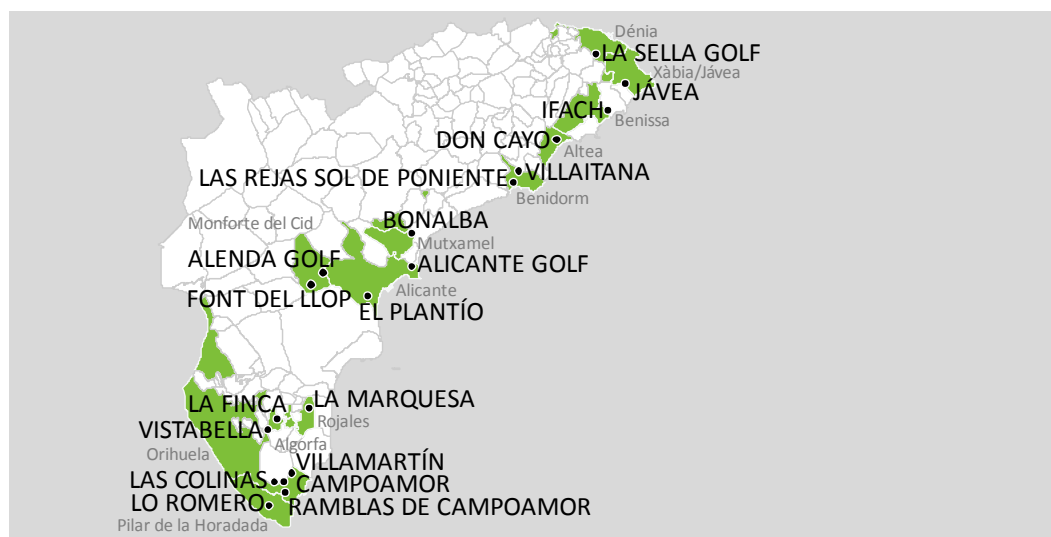 Dénia
LA SELLA GOLF
Xàbia/Jávea
JÁVEA
IFACH
Benissa
DON CAYO
Altea
VILLAITANA
LAS REJAS SOL DE PONIENTE
Benidorm
BONALBA
Monforte del Cid
Mutxamel
ALENDA GOLF
ALICANTE GOLF
Alicante
FONT DEL LLOP
EL PLANTÍO
LA MARQUESA
LA FINCA
Rojales
VISTABELLA
Algorfa
Orihuela
VILLAMARTÍN
LAS COLINAS
CAMPOAMOR
LO ROMERO
RAMBLAS DE CAMPOAMOR
Pilar de la Horadada